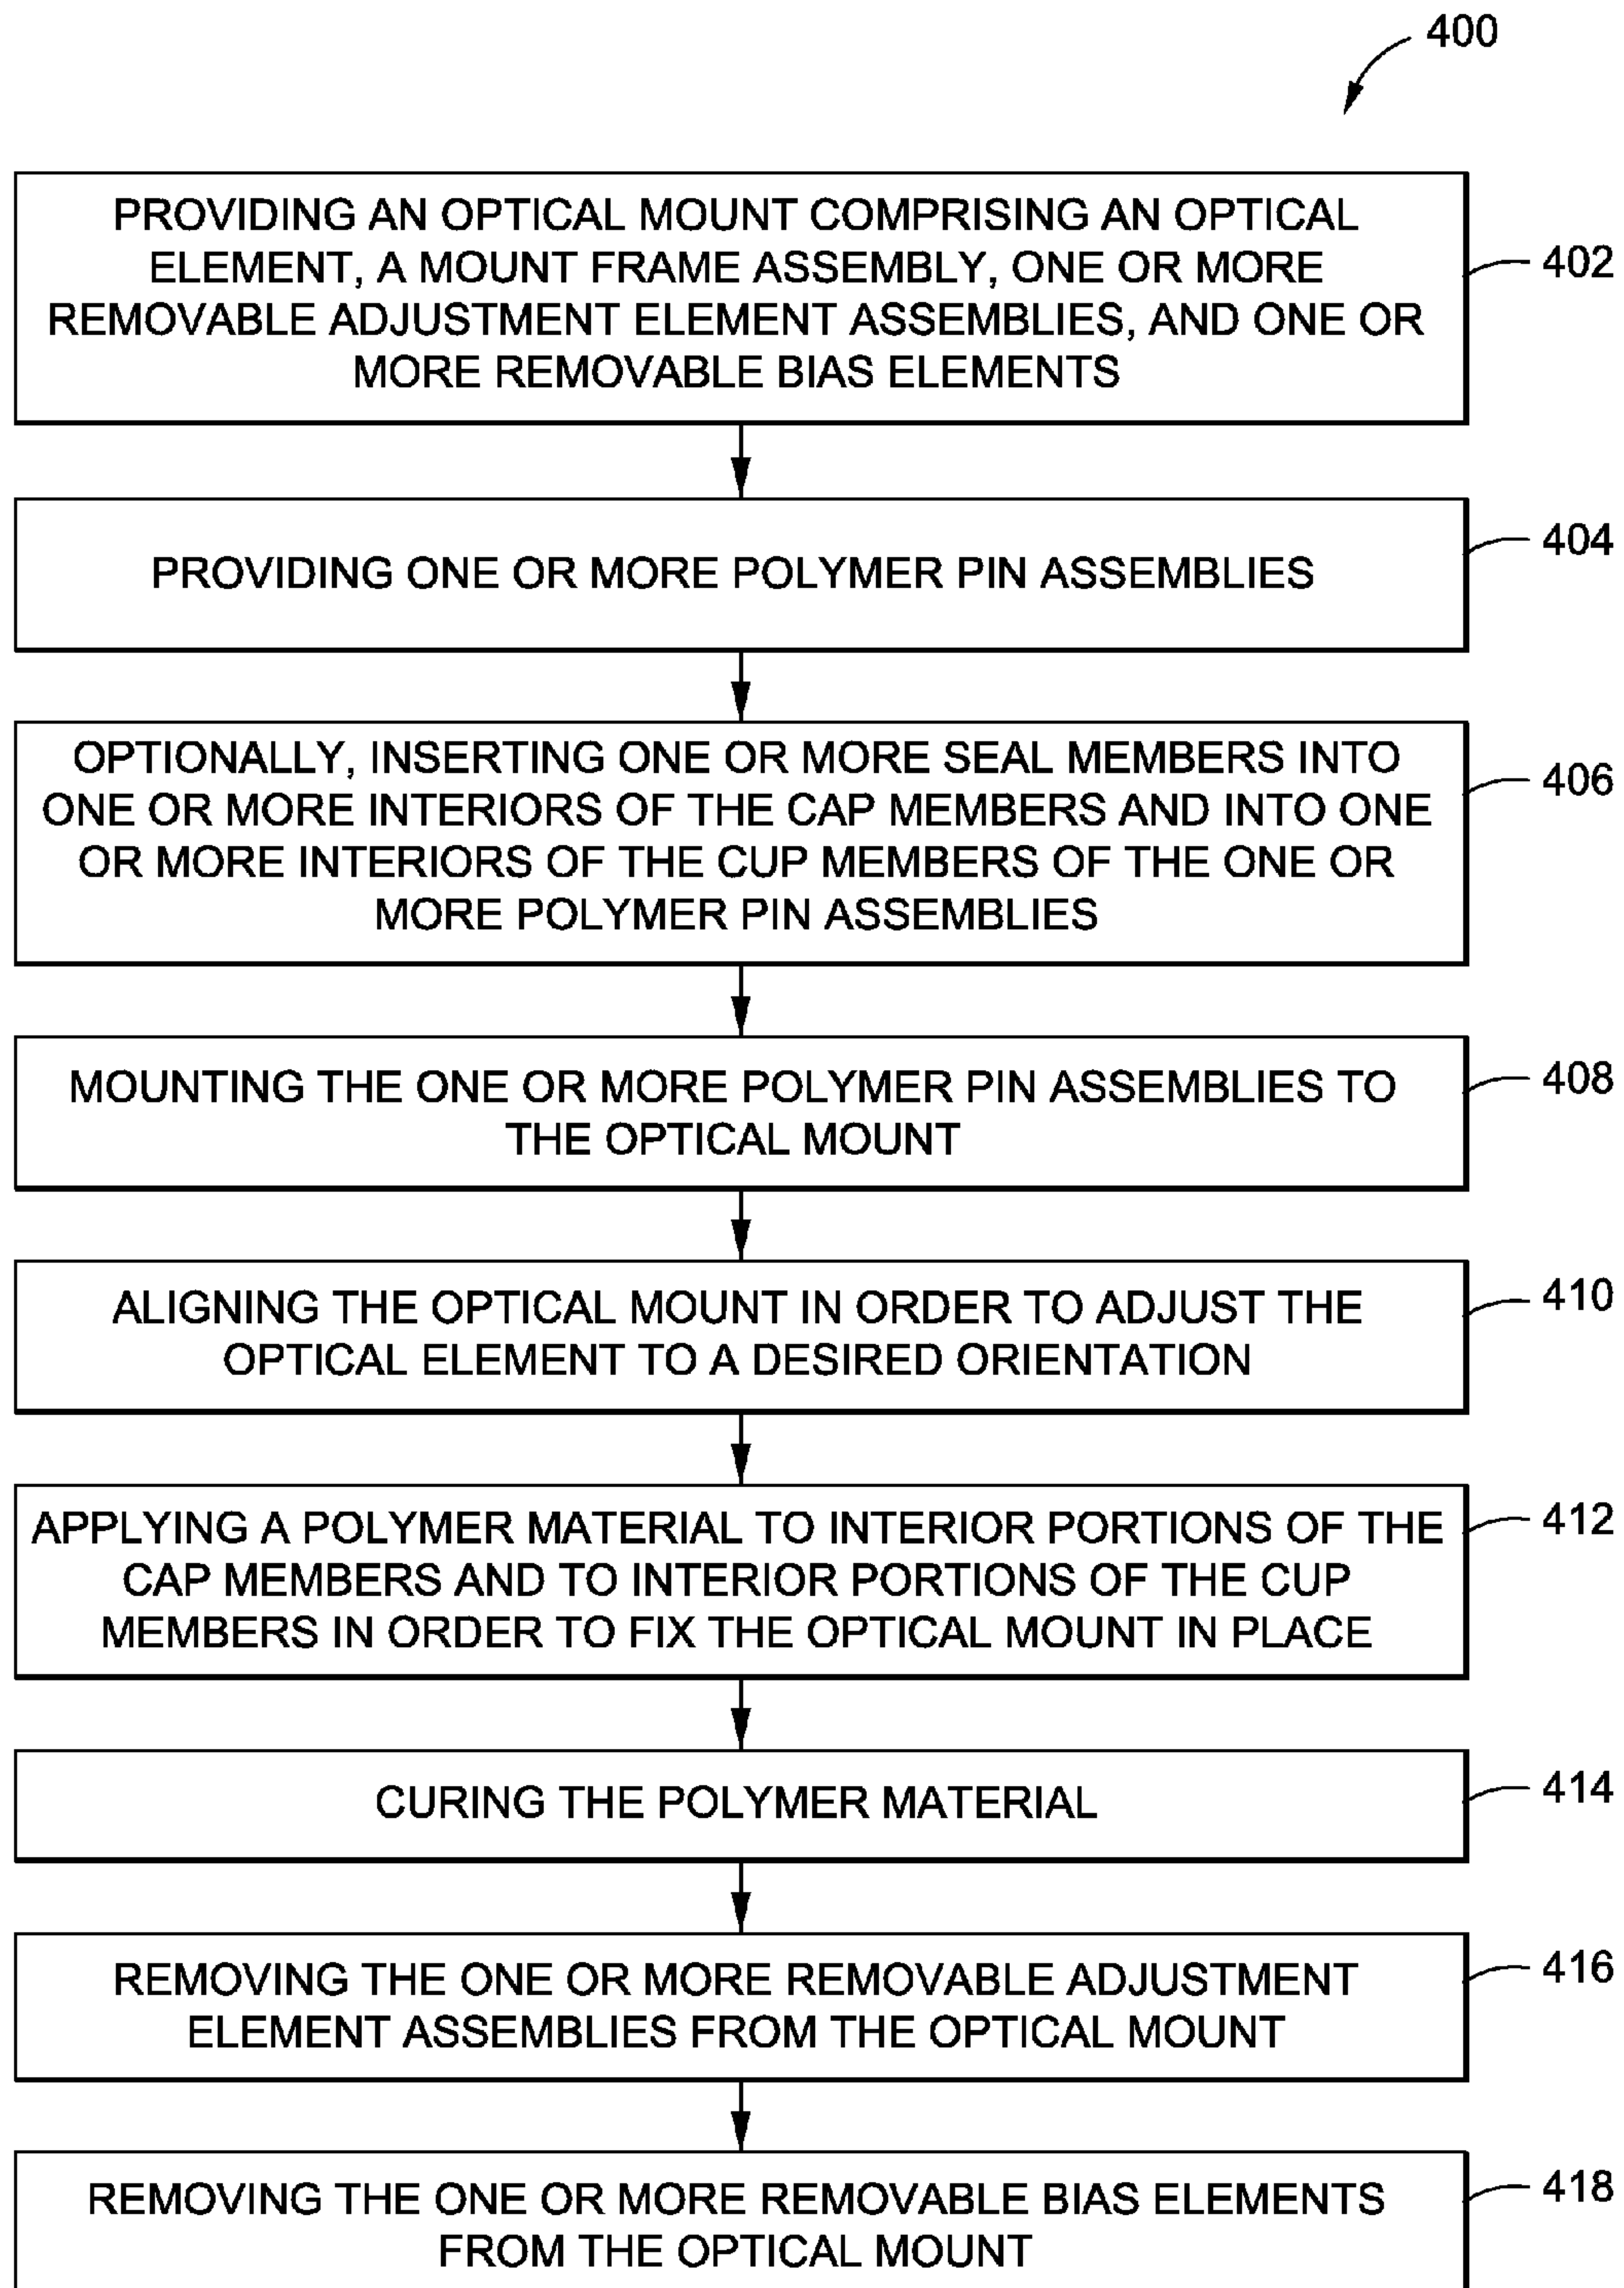 400
PROVIDING AN OPTICAL MOUNT COMPRISING AN OPTICAL
ELEMENT, A MOUNT FRAME ASSEMBLY, ONE OR MORE
REMOVABLE ADJUSTMENT ELEMENT ASSEMBLIES, AND ONE OR
MORE REMOVABLE BIAS ELEMENTS
402
PROVIDING ONE OR MORE POLYMER PIN ASSEMBLIES
404
OPTIONALLY, INSERTING ONE OR MORE SEAL MEMBERS INTO
ONE OR MORE INTERIORS OF THE CAP MEMBERS AND INTO ONE
OR MORE INTERIORS OF THE CUP MEMBERS OF THE ONE OR
MORE POLYMER PIN ASSEMBLIES
406
MOUNTING THE ONE OR MORE POLYMER PIN ASSEMBLIES TO
THE OPTICAL MOUNT
408
ALIGNING THE OPTICAL MOUNT IN ORDER TO ADJUST THE
OPTICAL ELEMENT TO A DESIRED ORIENTATION
410
APPLYING A POLYMER MATERIAL TO INTERIOR PORTIONS OF THE
CAP MEMBERS AND TO INTERIOR PORTIONS OF THE CUP
MEMBERS IN ORDER TO FIX THE OPTICAL MOUNT IN PLACE
412
CURING THE POLYMER MATERIAL
414
REMOVING THE ONE OR MORE REMOVABLE ADJUSTMENT
ELEMENT ASSEMBLIES FROM THE OPTICAL MOUNT
416
REMOVING THE ONE OR MORE REMOVABLE BIAS ELEMENTS
FROM THE OPTICAL MOUNT
418